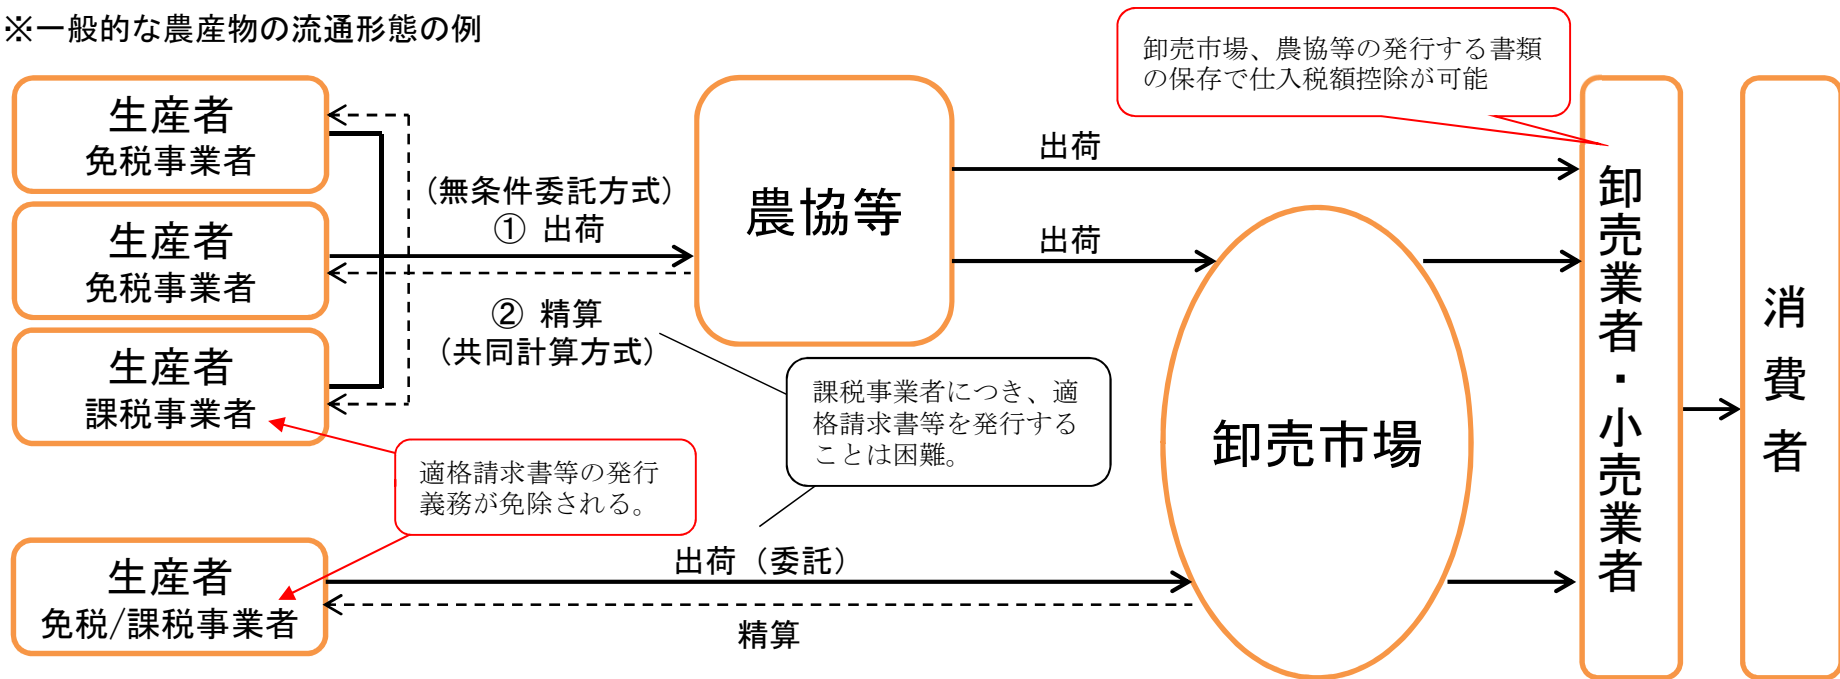 ※一般的な農産物の流通形態の例
卸売市場、農協等の発行する書類
の保存で仕入税額控除が可能
生産者
免税事業者
生産者
免税事業者
生産者
課税事業者
(無条件委託方式)
① 出荷
② 精算
(共同計算方式)
農協等
出荷
出荷
課税事業者につき、適
格請求書等を発行する
ことは困難。
適格請求書等の発行
義務が免除される。
生産者
免税/課税事業者
出荷（委託）
精算
卸売市場
卸売業者・小売業者
消費者